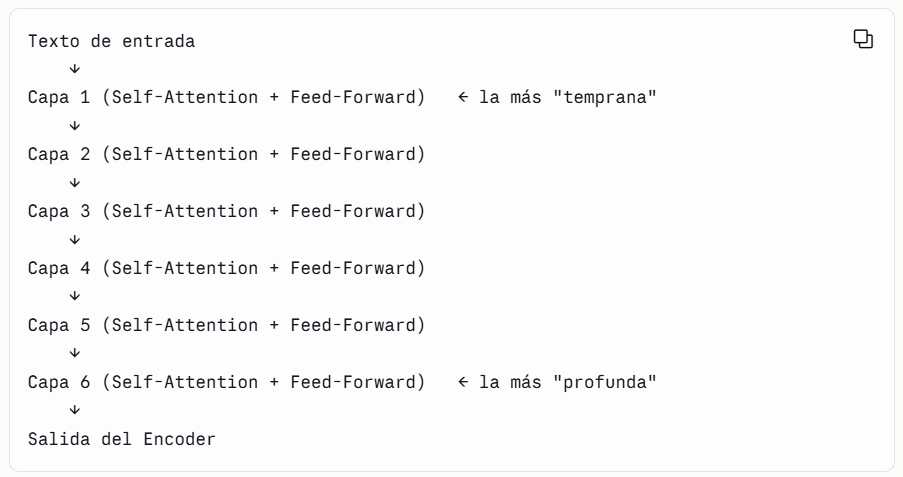 Texto de entrada
↓
Capa 1 (Self-Attention + Feed-Forward)   ← la más "temprana"
↓
Capa 2 (Self-Attention + Feed-Forward)
↓
Capa 3 (Self-Attention + Feed-Forward)
↓
Capa 4 (Self-Attention + Feed-Forward)
↓
Capa 5 (Self-Attention + Feed-Forward)
↓
Capa 6 (Self-Attention + Feed-Forward)   ← la más "profunda"
↓
Salida del Encoder